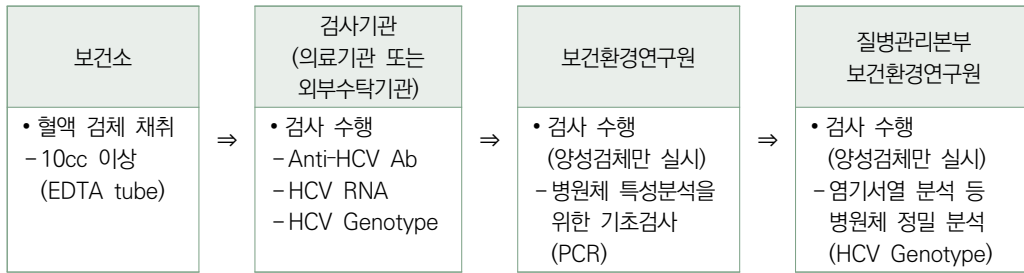 보건소
• 혈액 검체 채취
-10cc 이상
(EDTA tube)
⇒
검사기관
(의료기관 또는
외부수탁기관)
• 검사 수행
-Anti-HCV Ab
-HCV RNA
-HCV Genotype
⇒
보건환경연구원
• 검사 수행
(양성검체만 실시)
-병원체 특성분석을
위한 기초검사
(PCR)
⇒
질병관리본부
보건환경연구원
• 검사 수행
(양성검체만 실시)
-염기서열 분석 등
병원체 정밀 분석
(HCV Genotype)